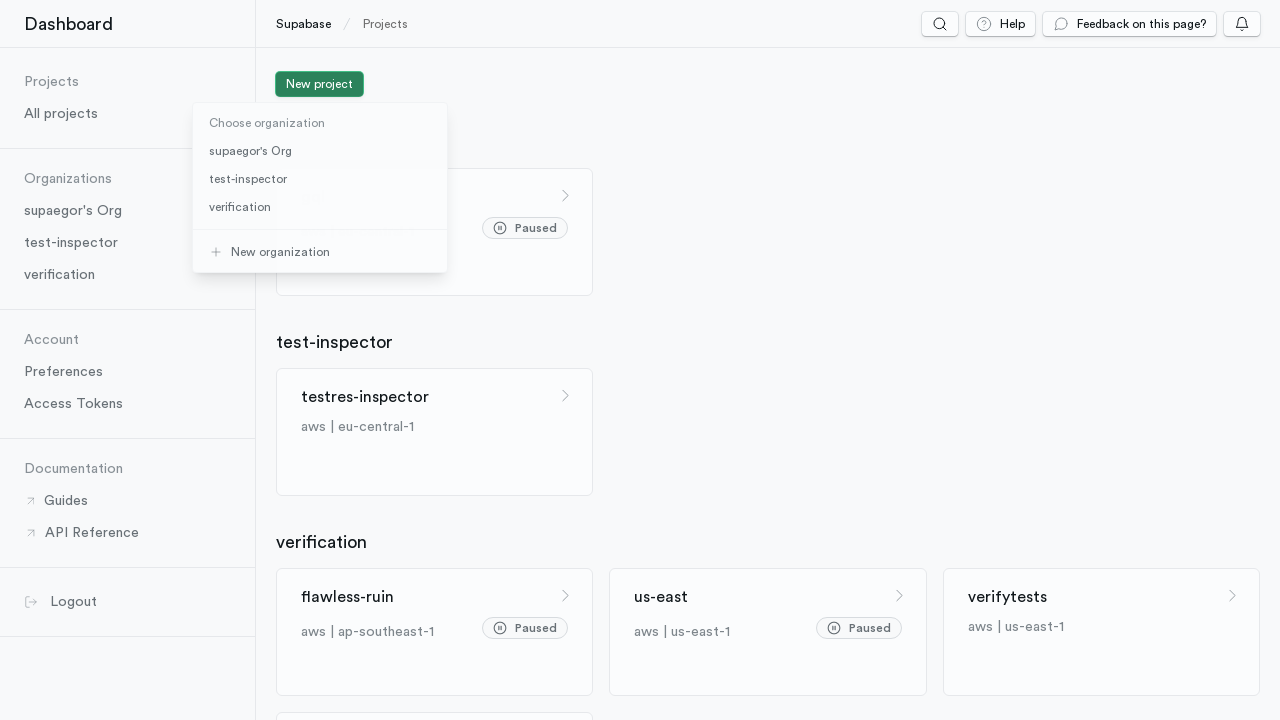 Dashboard
Supabase / Projects
Help
Feedback on this page?
Projects
All projects
Organizations
supaegor's Org
test-inspector
verification
Account
Preferences
Access Tokens
Documentation
Guides
API Reference
Logout
New project
Choose organization
supaegor's Org
test-inspector
verification
New organization
Paused
test-inspector
testres-inspector
aws | eu-central-1
verification
flawless-ruin
aws | ap-southeast-1
Paused
us-east
aws | us-east-1
Paused
verifytests
aws | us-east-1